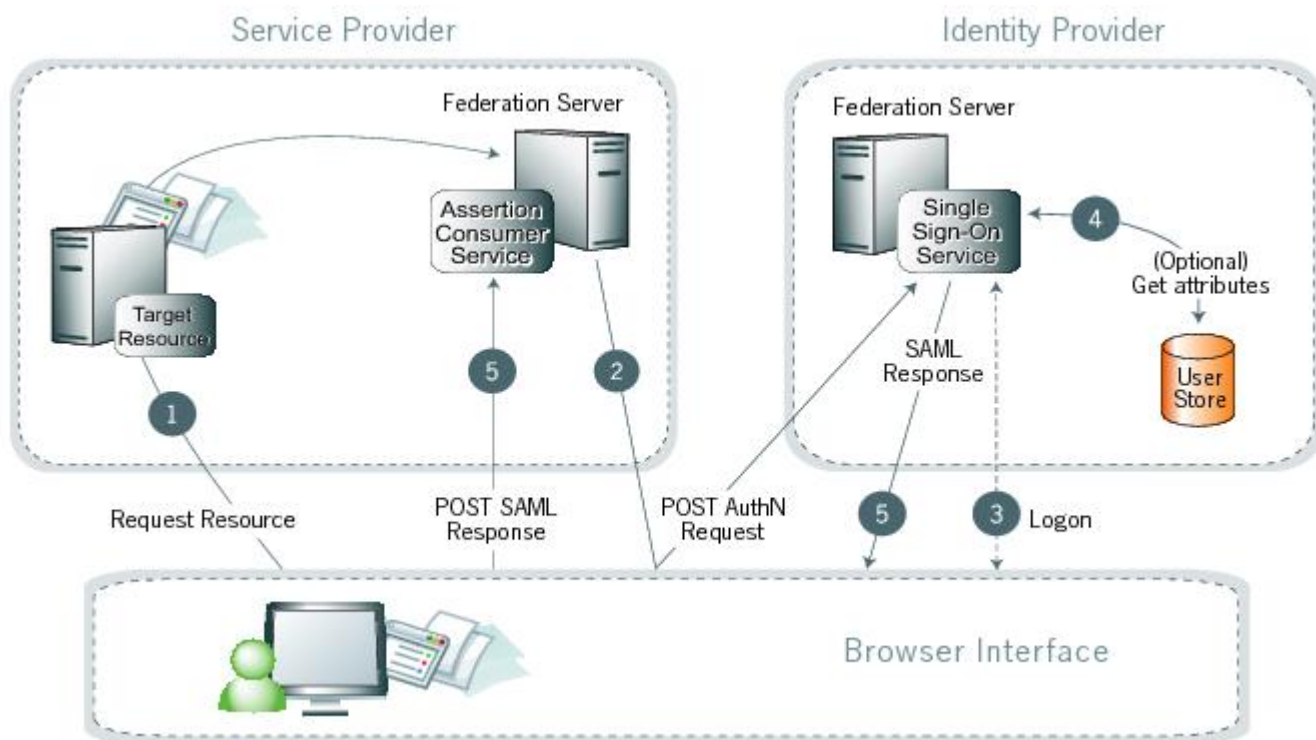 Service Provider
Identity Provider
Federation Server
Federation Server
Assertion
Consumer
Service
Single
Sign-On
Service
4
(Optional)
Get attributes
Target
Resource
User
Store
1
5
2
SAML
Response
Request Resource
POST SAML
Response
POST AuthN
Request
5
3
Logon
Browser Interface